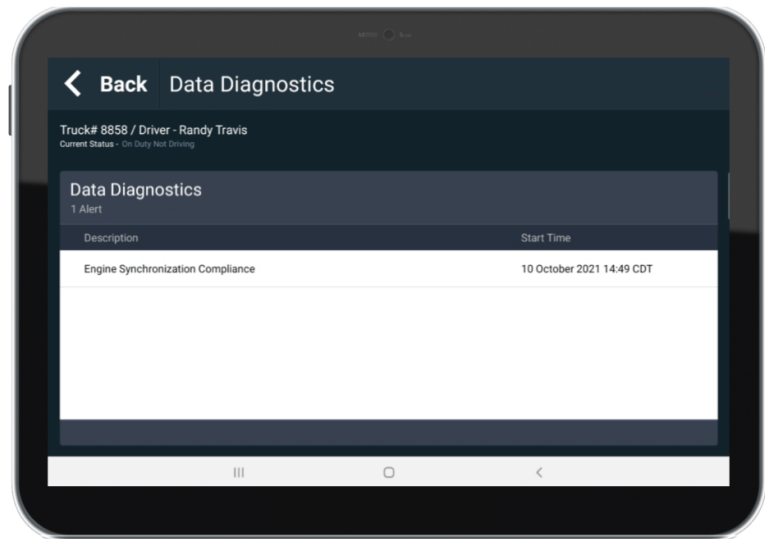 Back Data Diagnostics
Truck# 8858 / Driver - Randy Travis
Current Status - On Duty Not Driving
Data Diagnostics
1 Alert
Description Start Time
Engine Synchronization Compliance 10 October 2021 14:49 CDT